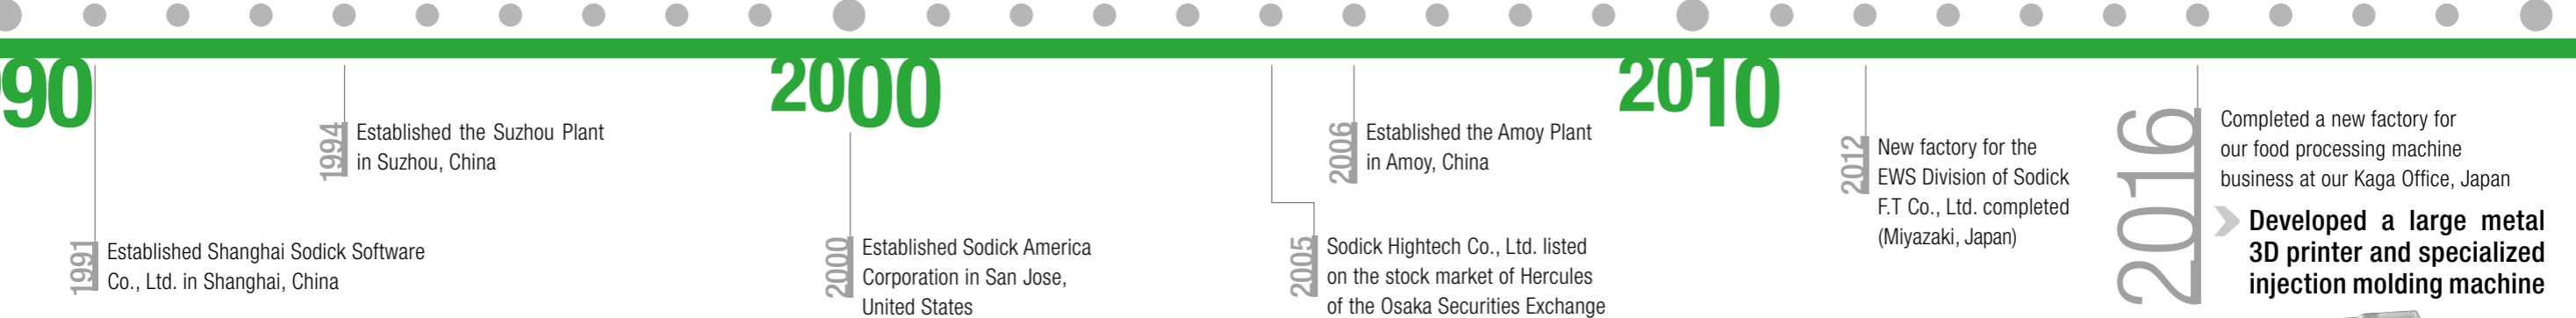 90
2000
2010
1991
Established Shanghai Sodick Software
Co., Ltd. in Shanghai, China
1994
Established the Suzhou Plant
in Suzhou, China
2000
Established Sodick America
Corporation in San Jose,
United States
2005
Sodick Hightech Co., Ltd. listed
on the stock market of Hercules
of the Osaka Securities Exchange
2006
Established the Amoy Plant
in Amoy, China
2012
New factory for the
EWS Division of Sodick
F.T Co., Ltd. completed
(Miyazaki, Japan)
2016
Completed a new factory for
our food processing machine
business at our Kaga Office, Japan
Developed a large metal
3D printer and specialized
injection molding machine